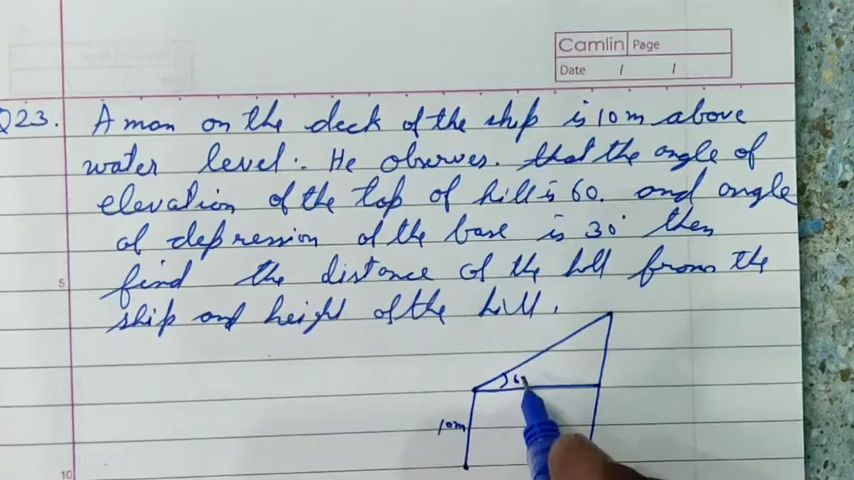 Camlin Page
Date / /
Q23. A man on the deck of the ship is 10m above
water level. He observes. that the angle of
elevation of the top of hill is 60. and angle
of depression of the base is 30° then
find the distance of the hill from the
ship and height of the hill.
5
10m
10